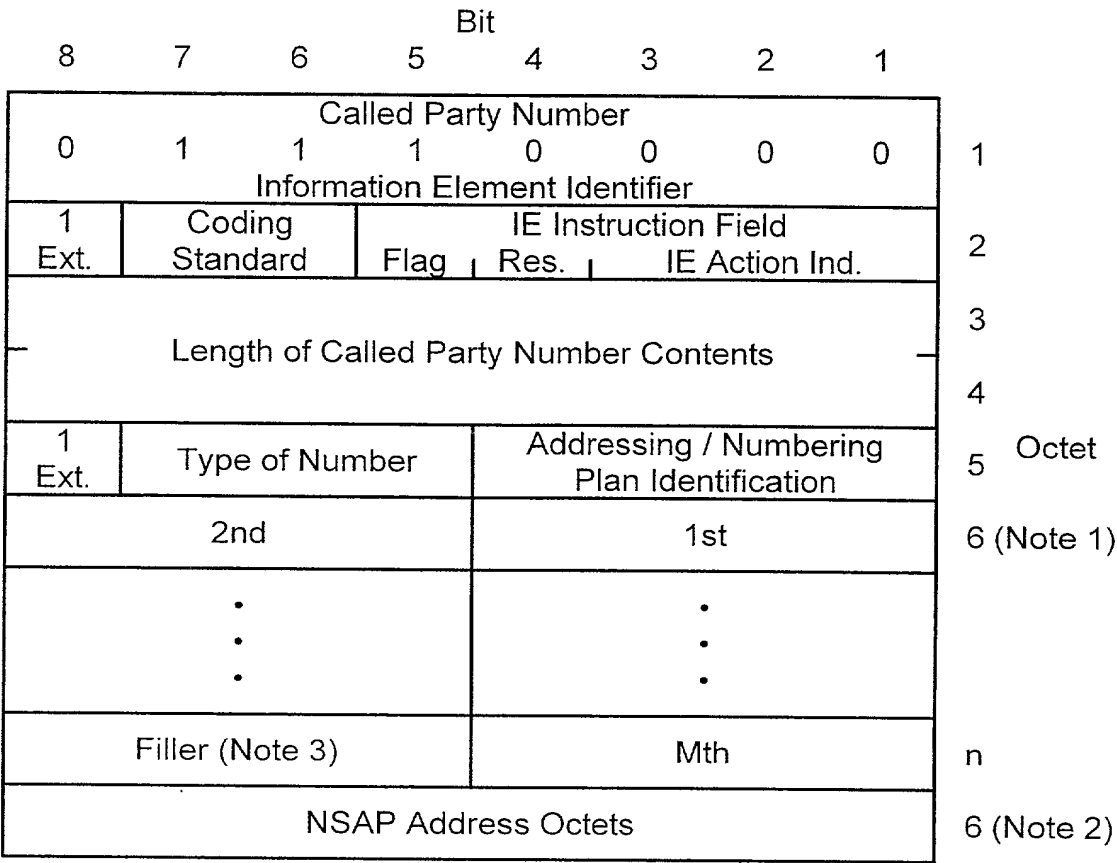 Bit
8 7 6 5 4 3 2 1
Called Party Number
0 1 1 1 0 0 0 0 1
Information Element Identifier
1 Coding IE Instruction Field
Ext. Standard Flag Res. IE Action Ind. 2
3
Length of Called Party Number Contents
4
1 Type of Number Addressing / Numbering
Ext. Plan Identification 5 Octet
2nd 1st 6 (Note 1)
Filler (Note 3) Mth n
NSAP Address Octets 6 (Note 2)